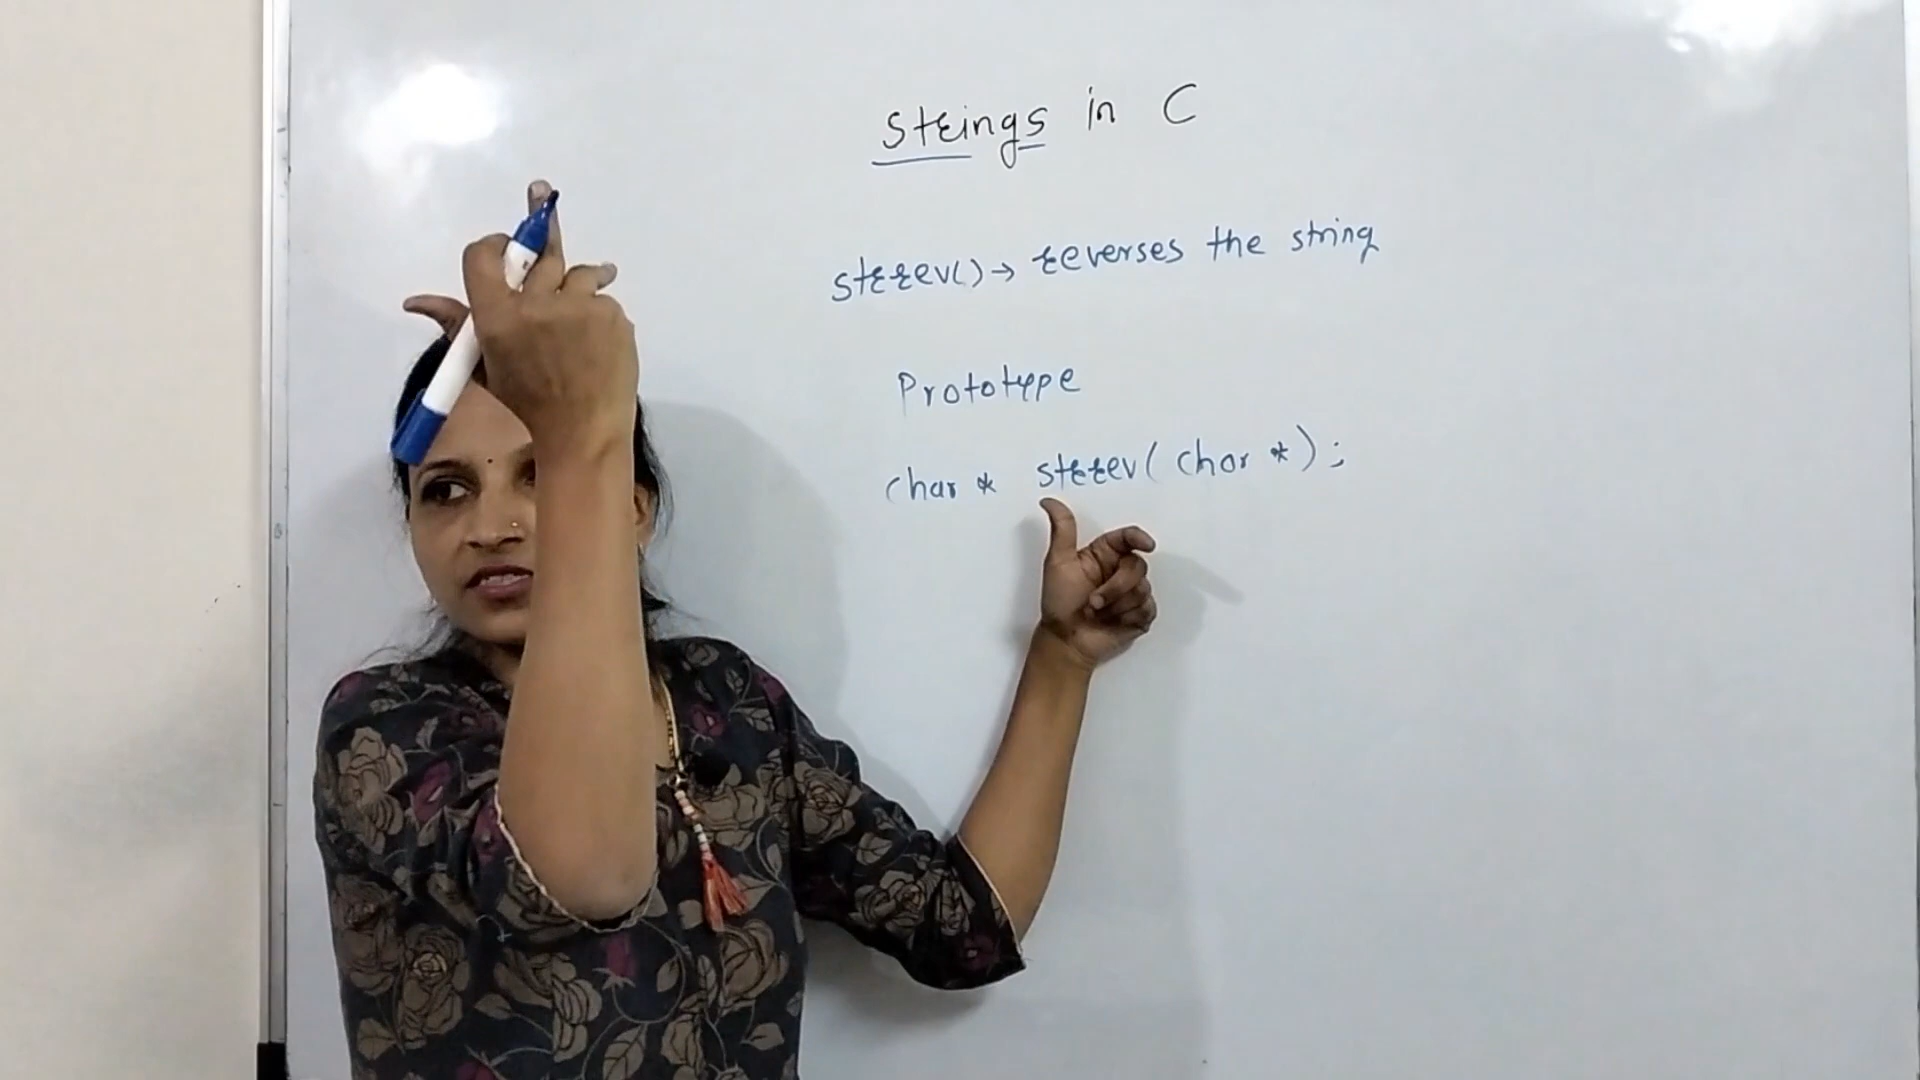 Strings in C
strrev() → reverses the string
Prototype
char * strrev( char *);